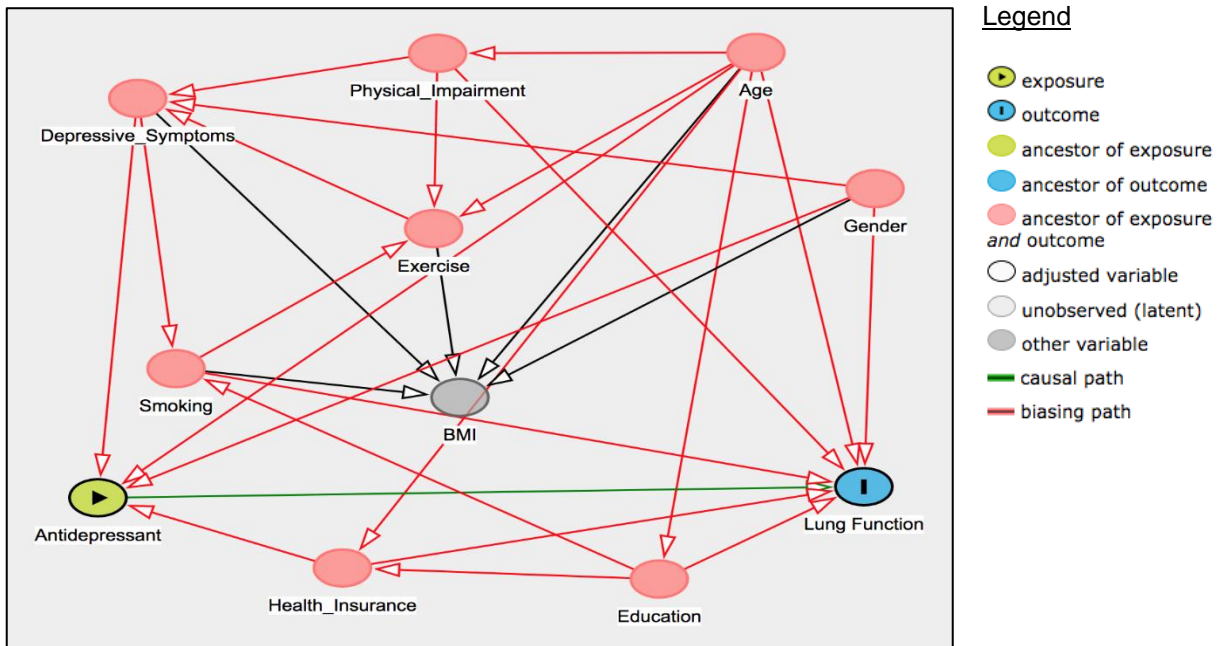 Legend
Physical_Impairment
Age
Depressive_Symptoms
Gender
Exercise
Smoking
BMI
Antidepressant
Lung Function
Health_Insurance
Education
exposure
outcome
ancestor of exposure
ancestor of outcome
ancestor of exposure
and outcome
adjusted variable
unobserved (latent)
other variable
causal path
biasing path